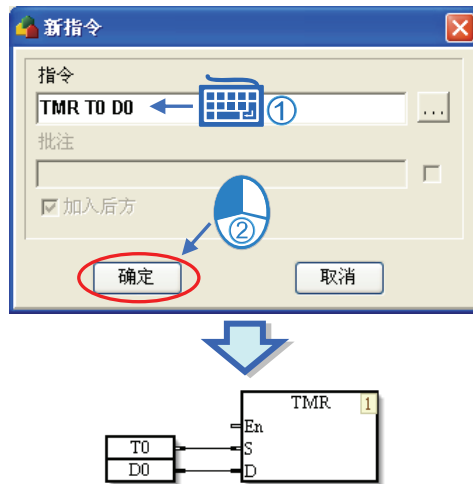 新指令
指令
TMR T0 D0
①
...
批注
加入后方
②
确定
取消
TMR 1
En
T0 S
D0 D